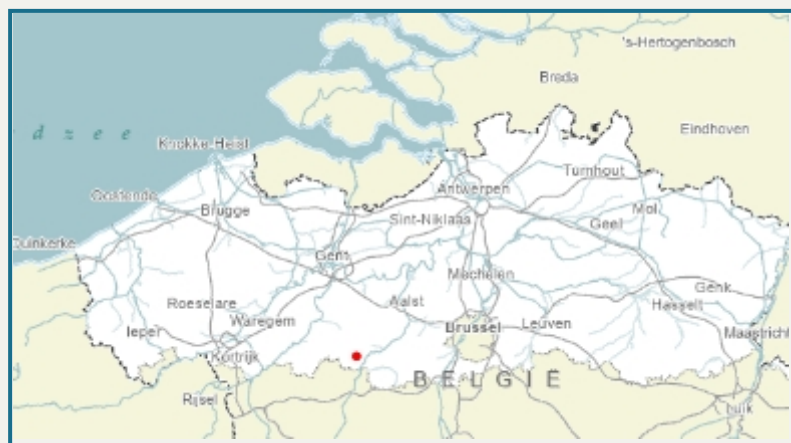 's-Hertogenbosch
Breda
d z e e
Eindhoven
Knokke-Heist
Turnhout
Antwerpen
Oostende
Mol
Brugge
Sint-Niklaas
Geel
Duinkerke
Gent
Mechelen
Genk
Roeselare
Aalst
Hasselt
Waregem
Ieper
Brussel
Leuven
Maastricht
Kortrijk
BELGIË
Rijsel
Luik